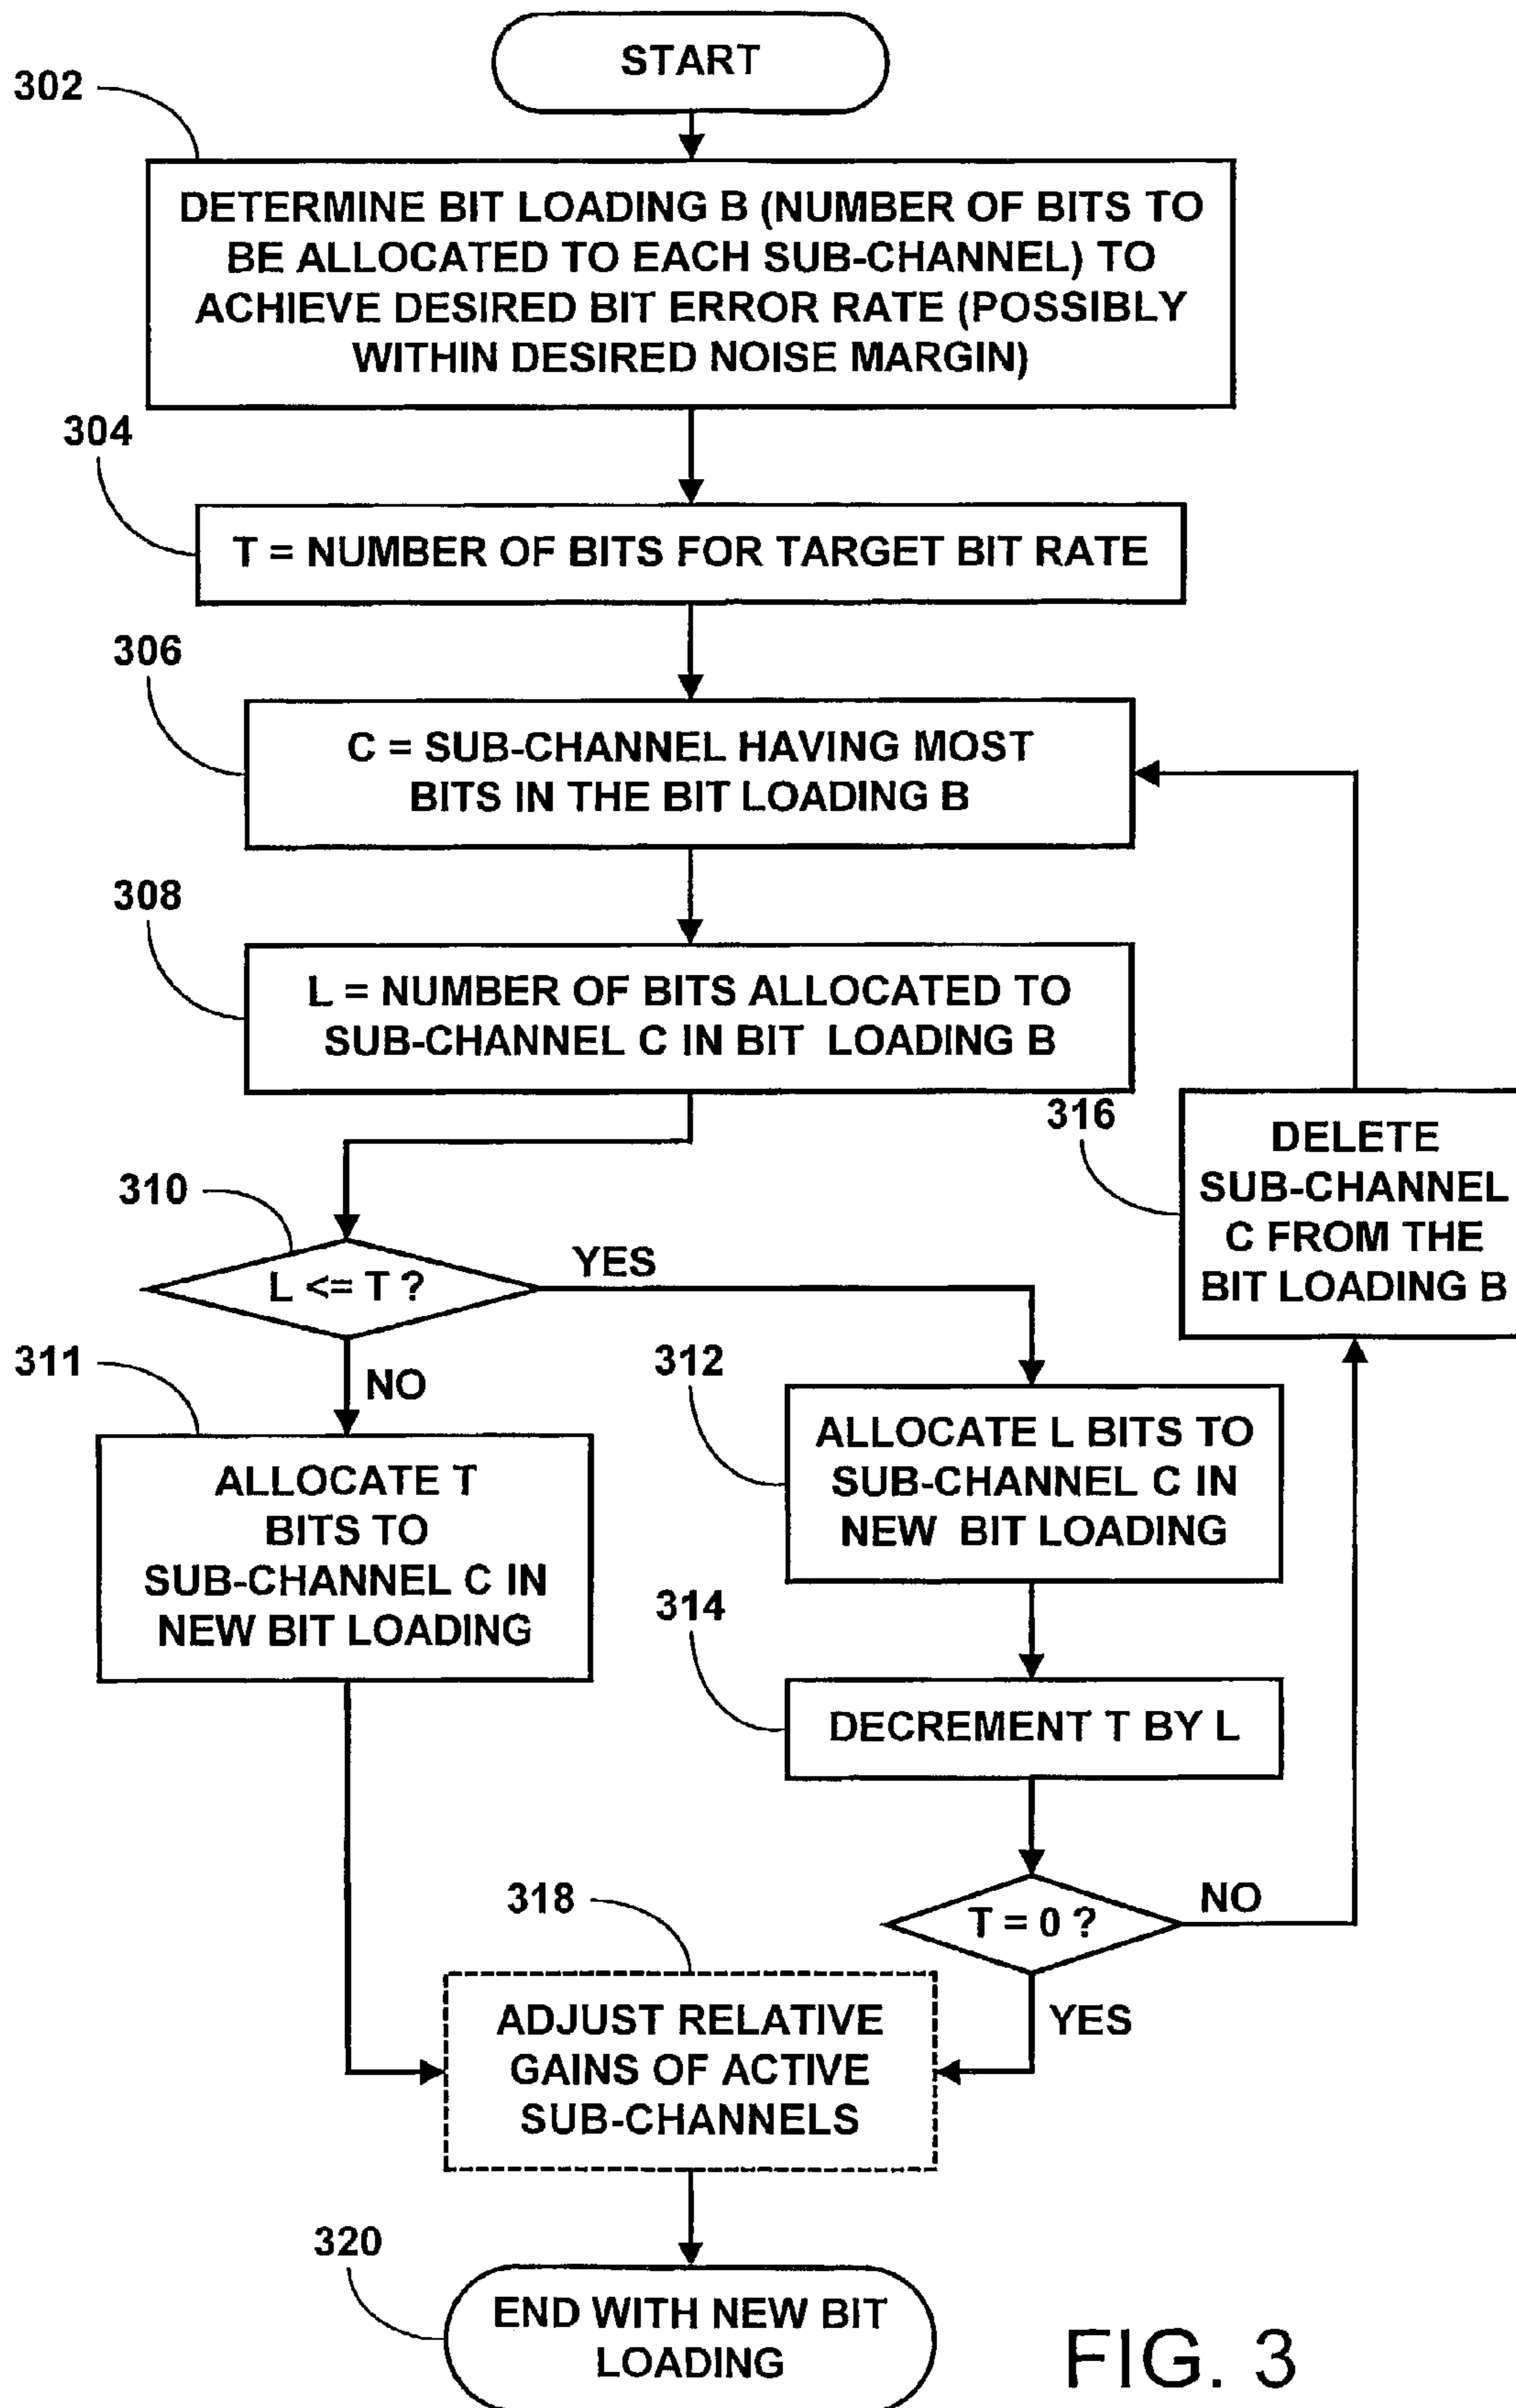 START
302
DETERMINE BIT LOADING B (NUMBER OF BITS TO
BE ALLOCATED TO EACH SUB-CHANNEL) TO
ACHIEVE DESIRED BIT ERROR RATE (POSSIBLY
WITHIN DESIRED NOISE MARGIN)
304
T = NUMBER OF BITS FOR TARGET BIT RATE
306
C = SUB-CHANNEL HAVING MOST
BITS IN THE BIT LOADING B
308
L = NUMBER OF BITS ALLOCATED TO
SUB-CHANNEL C IN BIT LOADING B
316
DELETE
SUB-CHANNEL
C FROM THE
BIT LOADING B
310
L <= T ?
YES
NO
311
ALLOCATE T
BITS TO
SUB-CHANNEL C IN
NEW BIT LOADING
312
ALLOCATE L BITS TO
SUB-CHANNEL C IN
NEW BIT LOADING
314
DECREMENT T BY L
T = 0 ?
NO
YES
318
ADJUST RELATIVE
GAINS OF ACTIVE
SUB-CHANNELS
320
END WITH NEW BIT
LOADING
FIG. 3